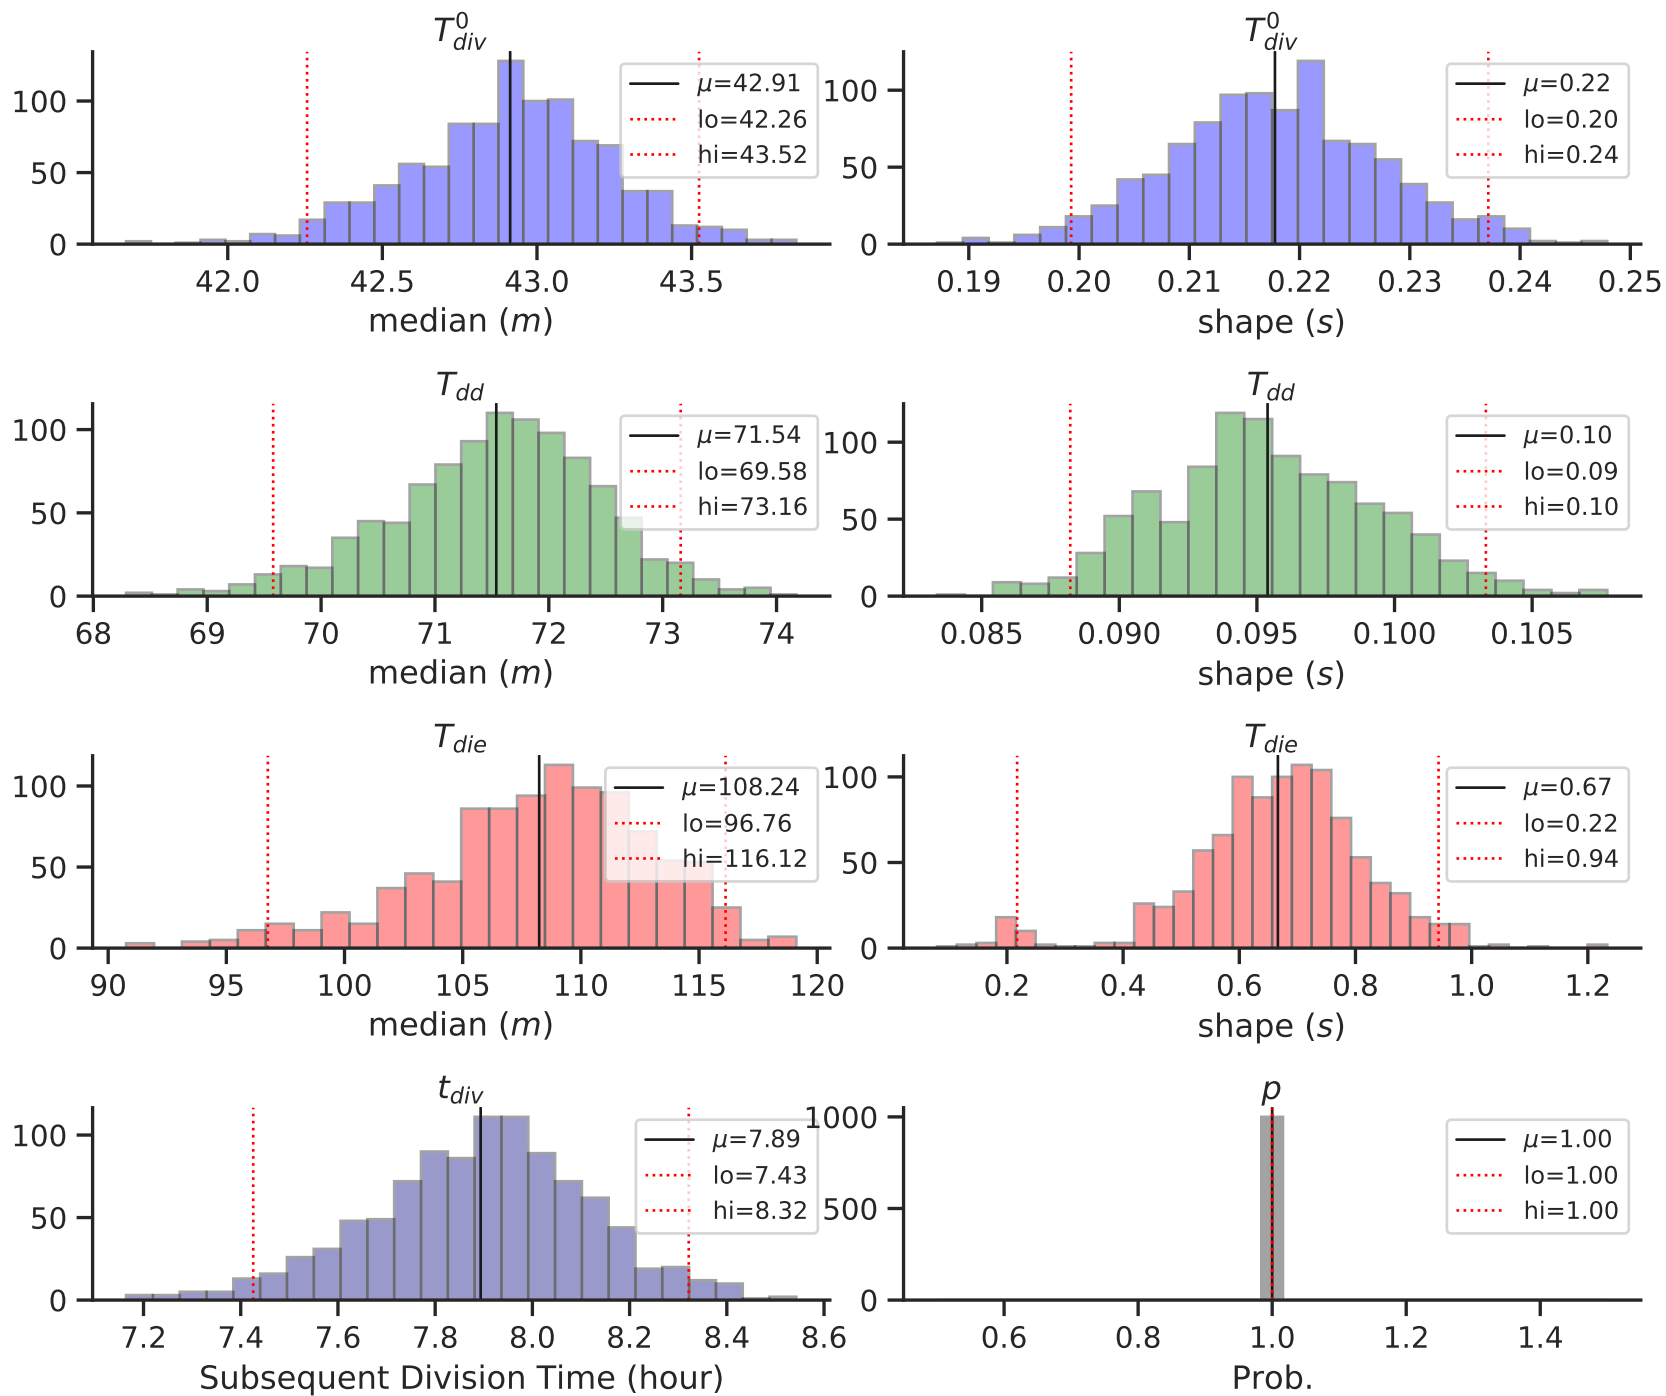 T⁰div
100
50
0
μ=42.91
lo=42.26
hi=43.52
42.0 42.5 43.0 43.5
median (m)
T⁰div
100
50
0
μ=0.22
lo=0.20
hi=0.24
0.19 0.20 0.21 0.22 0.23 0.24 0.25
shape (s)
Tdd
100
50
0
μ=71.54
lo=69.58
hi=73.16
68 69 70 71 72 73 74
median (m)
Tdd
100
50
0
μ=0.10
lo=0.09
hi=0.10
0.085 0.090 0.095 0.100 0.105
shape (s)
Tdie
100
50
0
μ=108.24
lo=96.76
hi=116.12
90 95 100 105 110 115 120
median (m)
Tdie
100
50
0
μ=0.67
lo=0.22
hi=0.94
0.2 0.4 0.6 0.8 1.0 1.2
shape (s)
tdiv
100
50
0
μ=7.89
lo=7.43
hi=8.32
7.2 7.4 7.6 7.8 8.0 8.2 8.4 8.6
Subsequent Division Time (hour)
p
1000
500
0
μ=1.00
lo=1.00
hi=1.00
0.6 0.8 1.0 1.2 1.4
Prob.